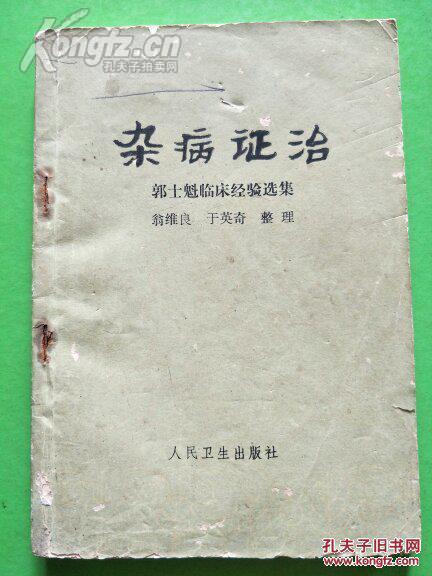 Kongfz.cn
孔夫子拍卖网
杂病证治
郭士魁临床经验选集
翁维良 于英奇 整理
人民卫生出版社
孔夫子旧书网
KONGFZ.COM